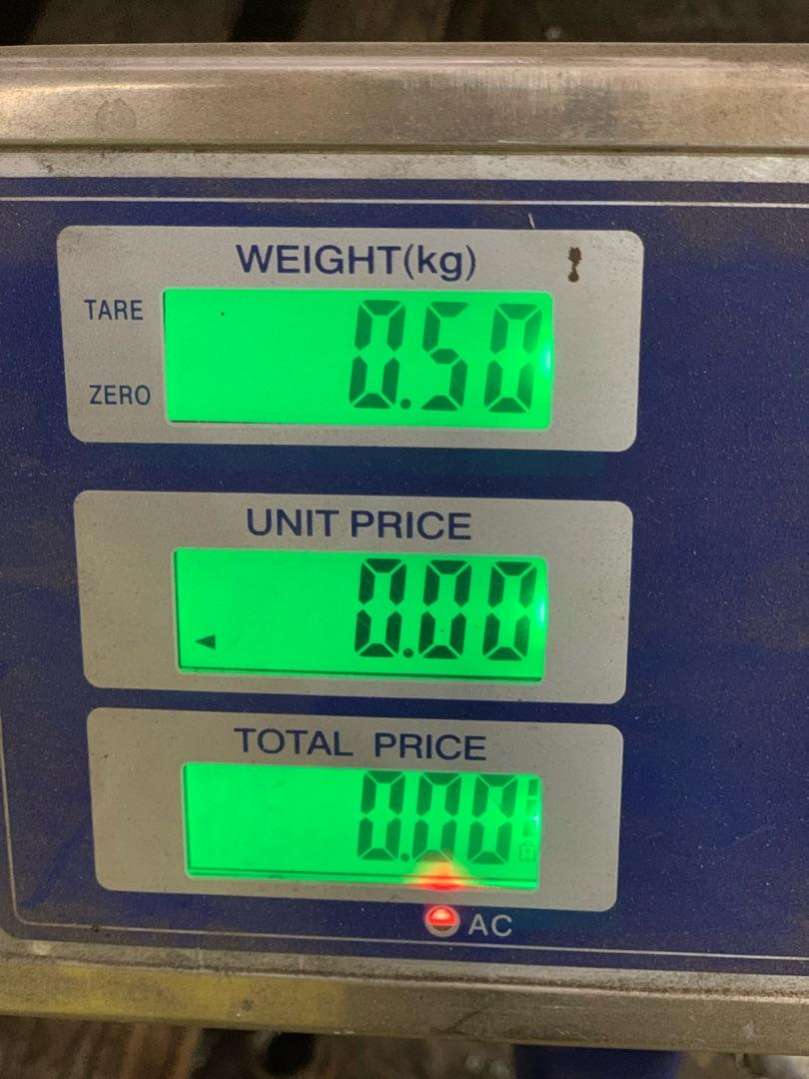 WEIGHT(kg)
TARE
0.50
ZERO
UNIT PRICE
0.00
TOTAL PRICE
0.00
AC